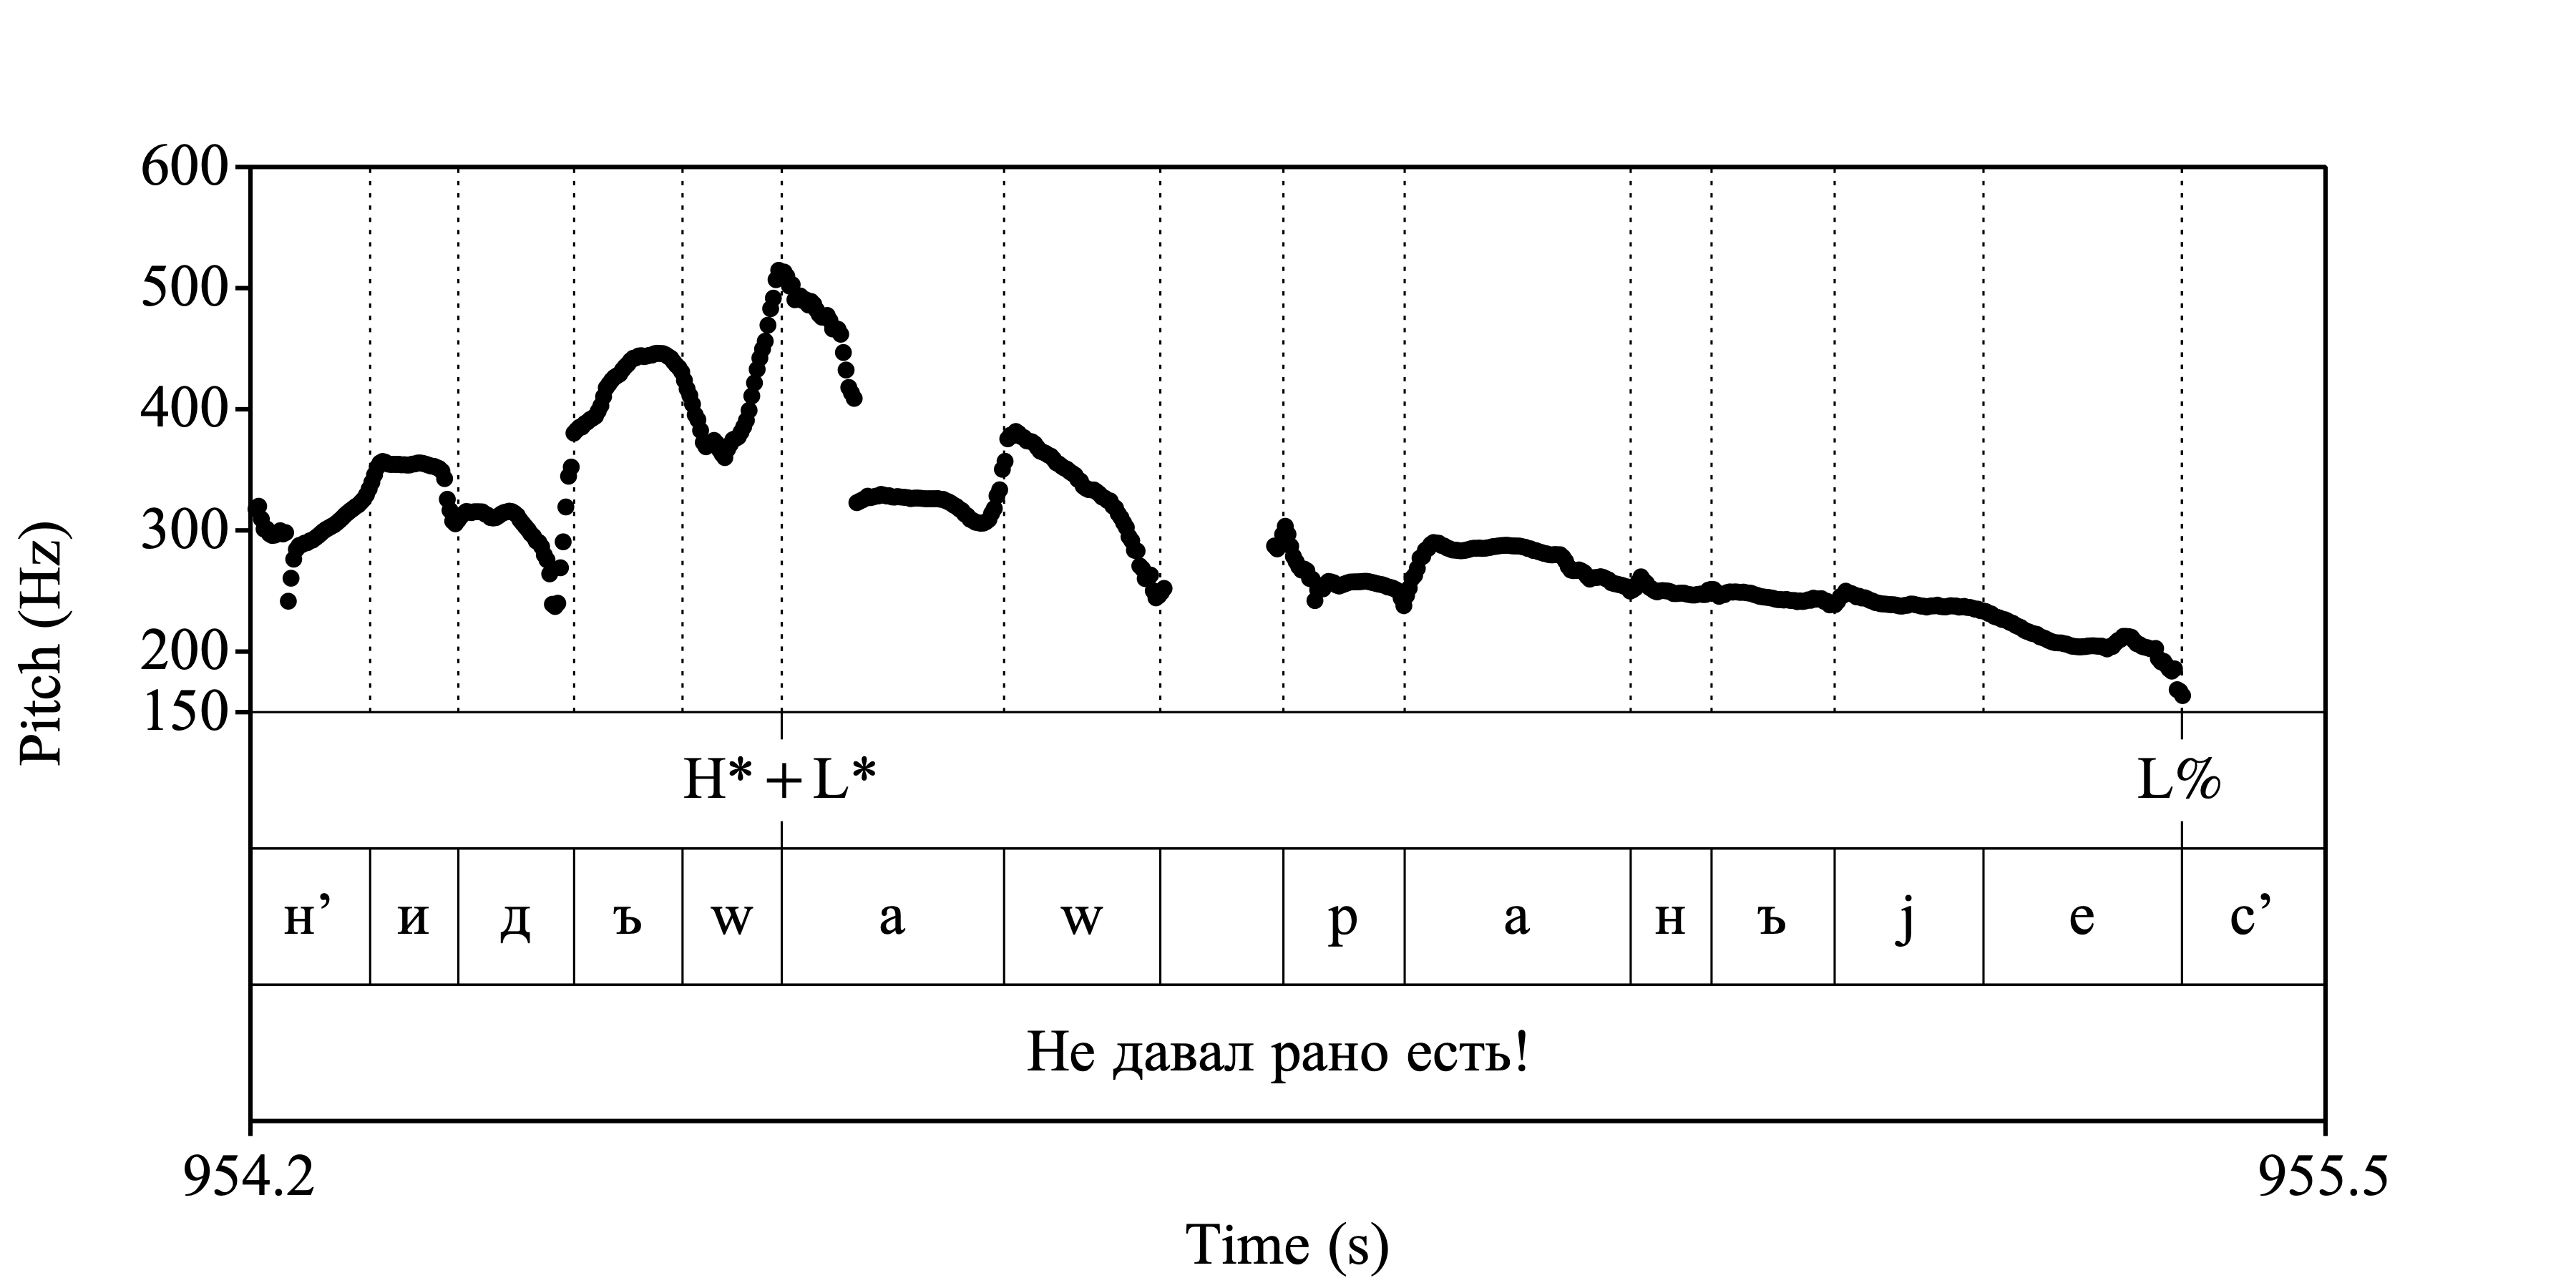 600
500
400
300
200
150
Pitch (Hz)
H* + L* L%
н’ и д ъ w а w р а н ъ j е с’
Не давал рано есть!
954.2 955.5
Time (s)